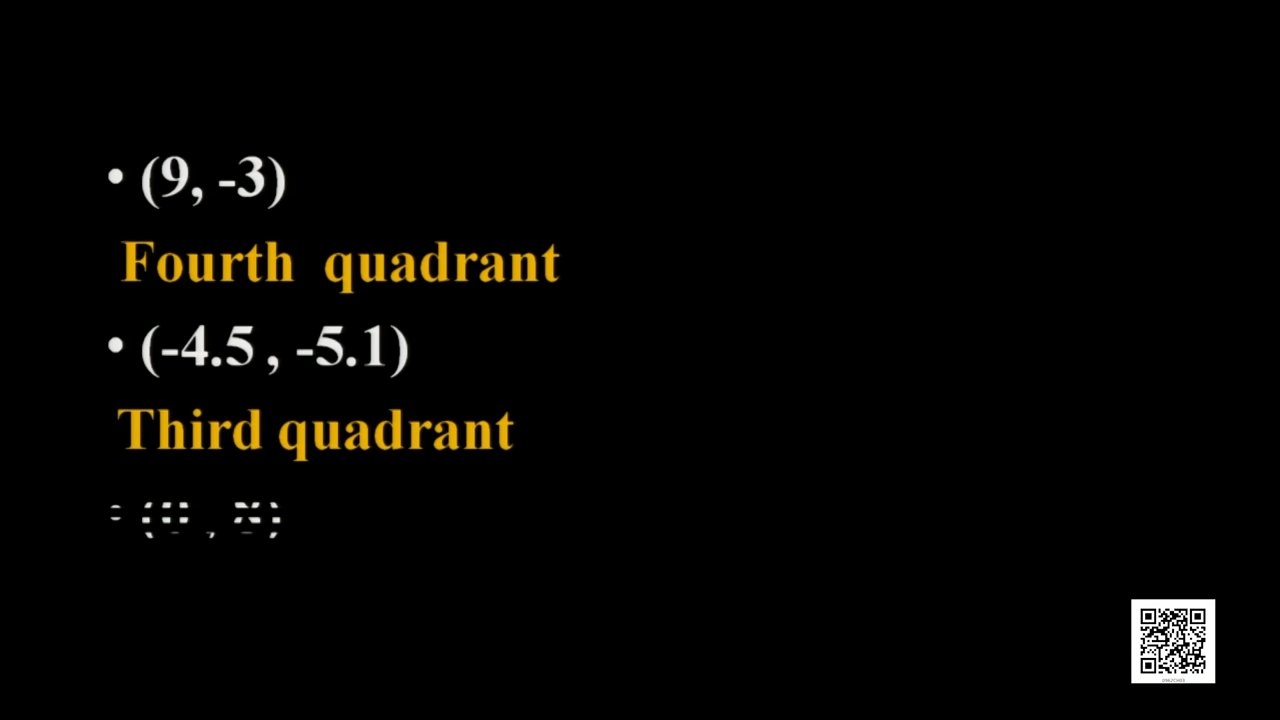 • (9, -3)
Fourth quadrant
• (-4.5 , -5.1)
Third quadrant